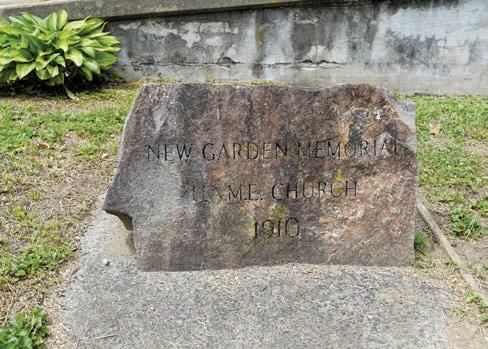 NEW GARDEN MEMORIAL
U.A.M.E. CHURCH
1910